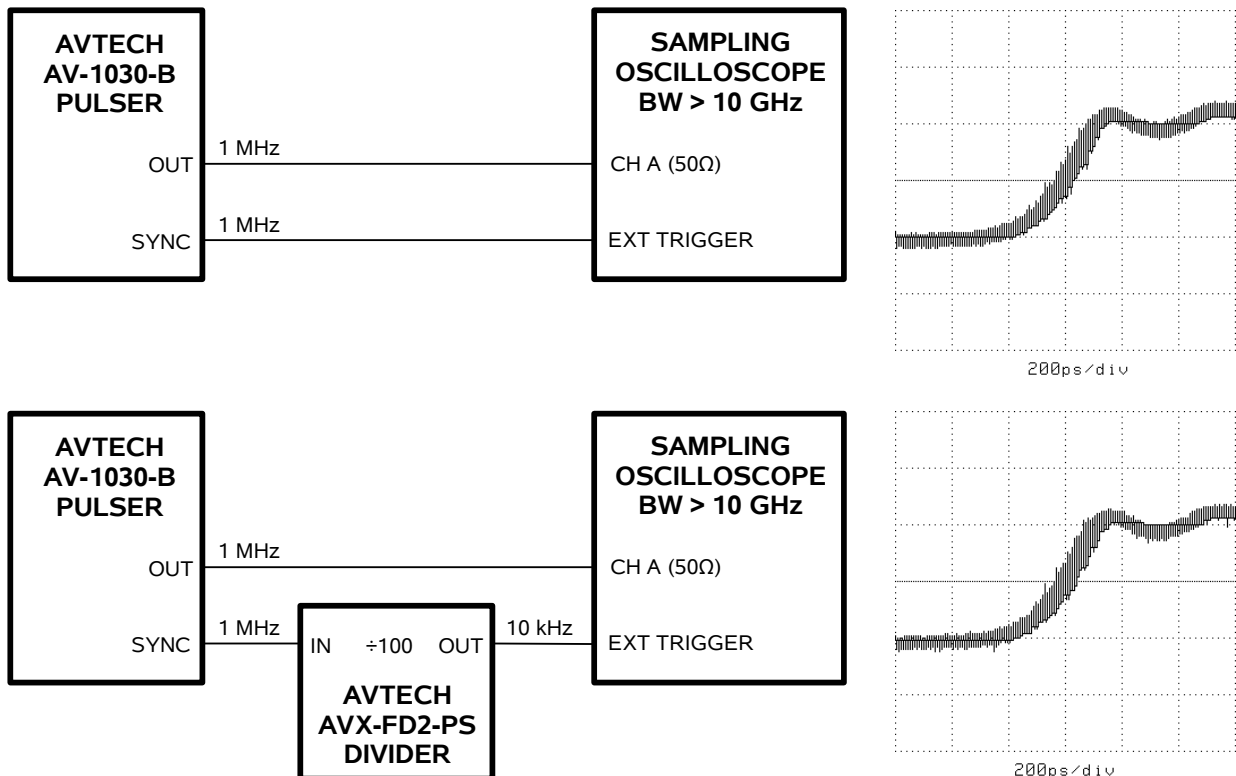 AVTECH
AV-1030-B
PULSER
OUT
SYNC
1 MHz
1 MHz
SAMPLING
OSCILLOSCOPE
BW > 10 GHz
CH A (50Ω)
EXT TRIGGER
200ps/div
AVTECH
AV-1030-B
PULSER
OUT
SYNC
1 MHz
1 MHz
IN ÷100 OUT
AVTECH
AVX-FD2-PS
DIVIDER
10 kHz
SAMPLING
OSCILLOSCOPE
BW > 10 GHz
CH A (50Ω)
EXT TRIGGER
200ps/div